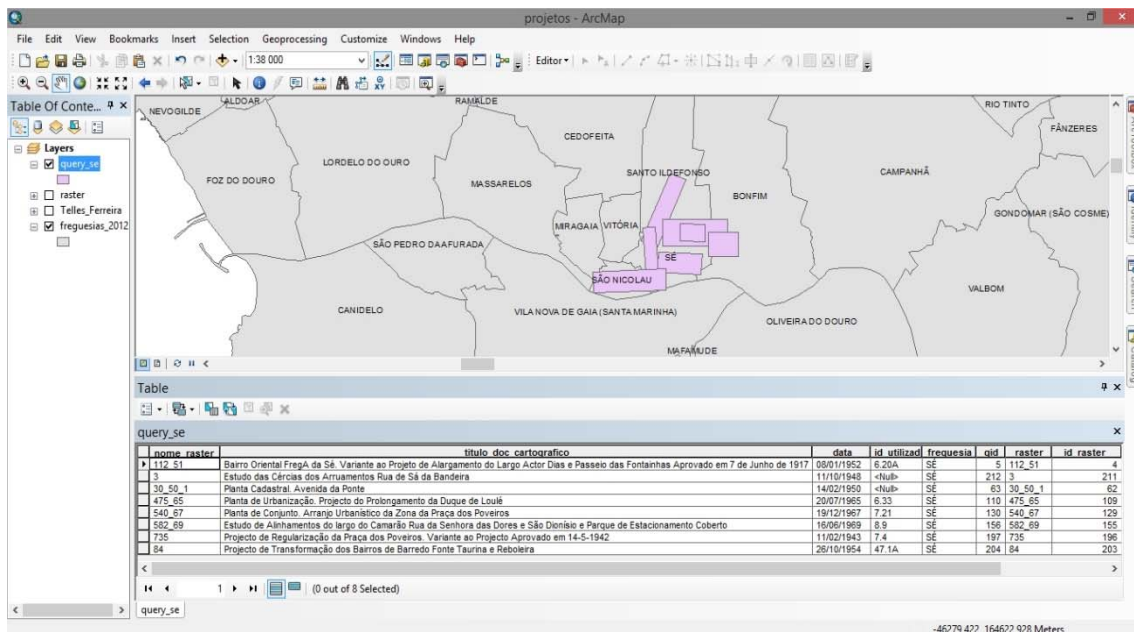 projetos - ArcMap
File Edit View Bookmarks Insert Selection Geoprocessing Customize Windows Help
1:38 000 Editor
Table Of Conte...
Layers
query_se
raster
Telles_Ferreira
freguesias_2012
NEVOGILDE ALDOAR RAMALDE RIO TINTO
FÂNZERES
CEDOFEITA
LORDELO DO OURO
SANTO ILDEFONSO CAMPANHÃ
FOZ DO DOURO MASSARELOS
BONFIM
GONDOMAR (SÃO COSME)
MIRAGAIA VITÓRIA
SÃO PEDRO DA AFURADA
SÉ
SÃO NICOLAU
VALBOM
CANIDELO VILA NOVA DE GAIA (SANTA MARINHA)
OLIVEIRA DO DOURO
MAFAMUDE
Table
query_se
nome_raster titulo_doc_cartografico data id_utilizad freguesia gid raster id_raster
112_51 Bairro Oriental FregA da Sé. Variante ao Projeto de Alargamento do Largo Actor Dias e Passeio das Fontainhas Aprovado em 7 de Junho de 1917 08/01/1952 6.20A SÉ 5 112_51 4
3 Estudo das Cércias dos Arruamentos Rua de Sá da Bandeira 11/10/1948 <Null> SÉ 212 3 211
30_50_1 Planta Cadastral. Avenida da Ponte 14/02/1950 <Null> SÉ 63 30_50_1 62
475_65 Planta de Urbanização. Projecto do Prolongamento da Duque de Loulé 20/07/1965 6.33 SÉ 110 475_65 109
540_67 Planta de Conjunto. Arranjo Urbanístico da Zona da Praça dos Poveiros 19/12/1967 7.21 SÉ 130 540_67 129
582_69 Estudo de Alinhamentos do largo do Camarão Rua da Senhora das Dores e São Dionísio e Parque de Estacionamento Coberto 16/06/1969 8.9 SÉ 156 582_69 155
735 Projecto de Regularização da Praça dos Poveiros. Variante ao Projecto Aprovado em 14-5-1942 11/02/1943 7.4 SÉ 197 735 196
84 Projecto de Transformação dos Bairros de Barredo Fonte Taurina e Reboleira 26/10/1954 47.1A SÉ 204 84 203
1 (0 out of 8 Selected)
query_se
-46279,422 164622,928 Meters